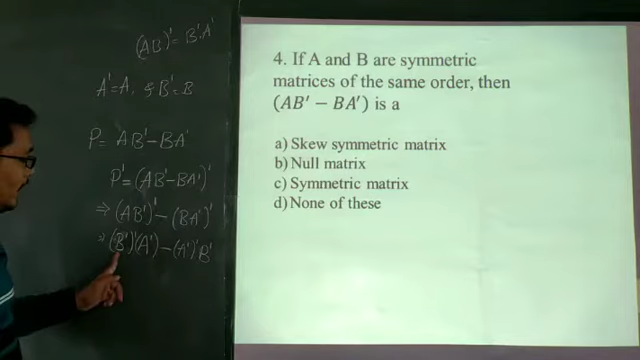 (AB)' = B'A'
A' = A, & B' = B
P = AB' - BA'
P' = (AB' - BA')'
⇒ (AB')' - (BA')'
⇒ (B')'(A') - (A')'B'
4. If A and B are symmetric
matrices of the same order, then
(AB′ − BA′) is a
a) Skew symmetric matrix
b) Null matrix
c) Symmetric matrix
d) None of these